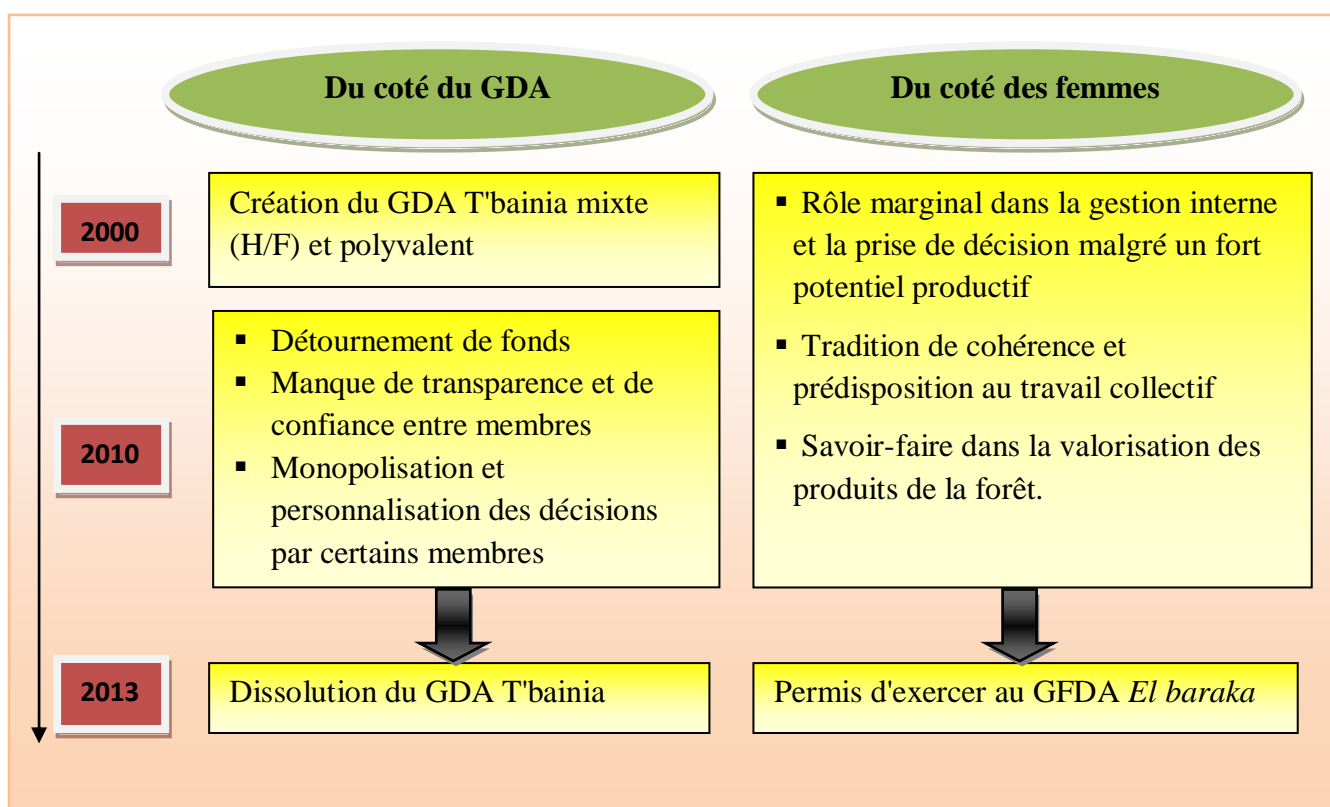 Du coté du GDA
Du coté des femmes
2000
Création du GDA T'bainia mixte
(H/F) et polyvalent
▪ Rôle marginal dans la gestion interne
et la prise de décision malgré un fort
potentiel productif
▪ Tradition de cohérence et
prédisposition au travail collectif
▪ Savoir-faire dans la valorisation des
produits de la forêt.
2010
▪ Détournement de fonds
▪ Manque de transparence et de
confiance entre membres
▪ Monopolisation et
personnalisation des décisions
par certains membres
2013
Dissolution du GDA T'bainia
Permis d'exercer au GFDA El baraka